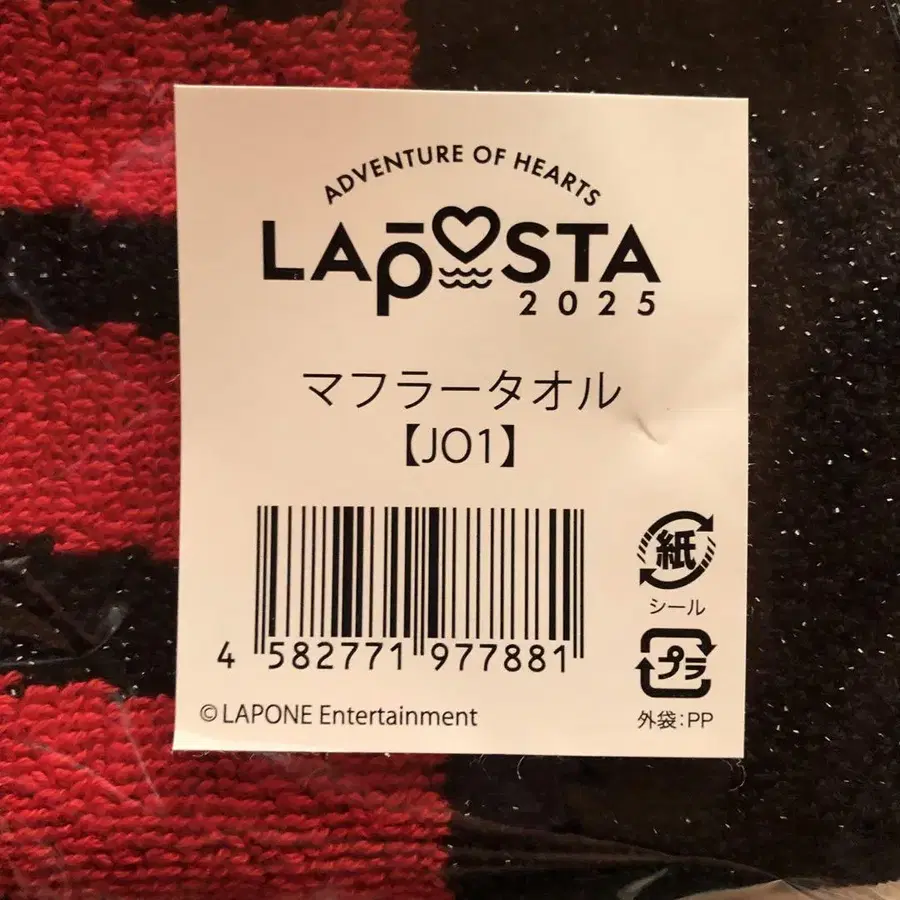 ADVENTURE OF HEARTS
LAPOSTA
2025
マフラータオル
【JO1】
4 582771 977881
紙
シール
プラ
外袋:PP
© LAPONE Entertainment